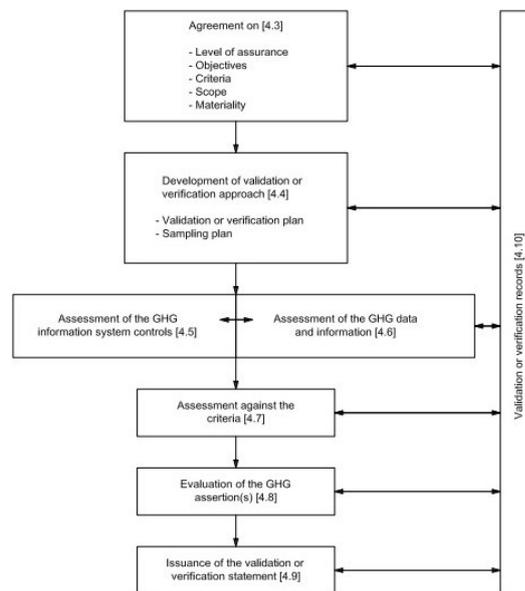 Agreement on [4.3]
- Level of assurance
- Objectives
- Criteria
- Scope
- Materiality
Development of validation or
verification approach [4.4]
- Validation or verification plan
- Sampling plan
Assessment of the GHG
information system controls [4.5]
Assessment of the GHG data
and information [4.6]
Assessment against the
criteria [4.7]
Evaluation of the GHG
assertion(s) [4.8]
Issuance of the validation or
verification statement [4.9]
Validation or verification records [4.10]